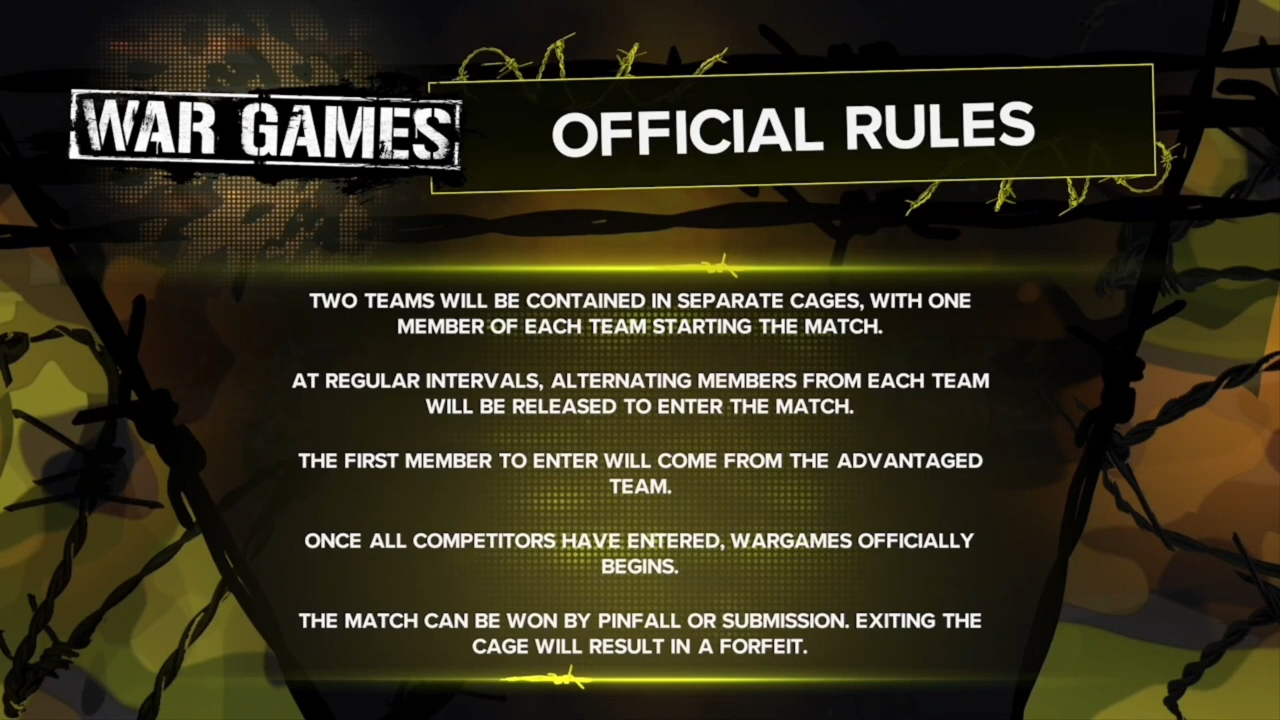 WAR GAMES
OFFICIAL RULES
TWO TEAMS WILL BE CONTAINED IN SEPARATE CAGES, WITH ONE
MEMBER OF EACH TEAM STARTING THE MATCH.
AT REGULAR INTERVALS, ALTERNATING MEMBERS FROM EACH TEAM
WILL BE RELEASED TO ENTER THE MATCH.
THE FIRST MEMBER TO ENTER WILL COME FROM THE ADVANTAGED
TEAM.
ONCE ALL COMPETITORS HAVE ENTERED, WARGAMES OFFICIALLY
BEGINS.
THE MATCH CAN BE WON BY PINFALL OR SUBMISSION. EXITING THE
CAGE WILL RESULT IN A FORFEIT.